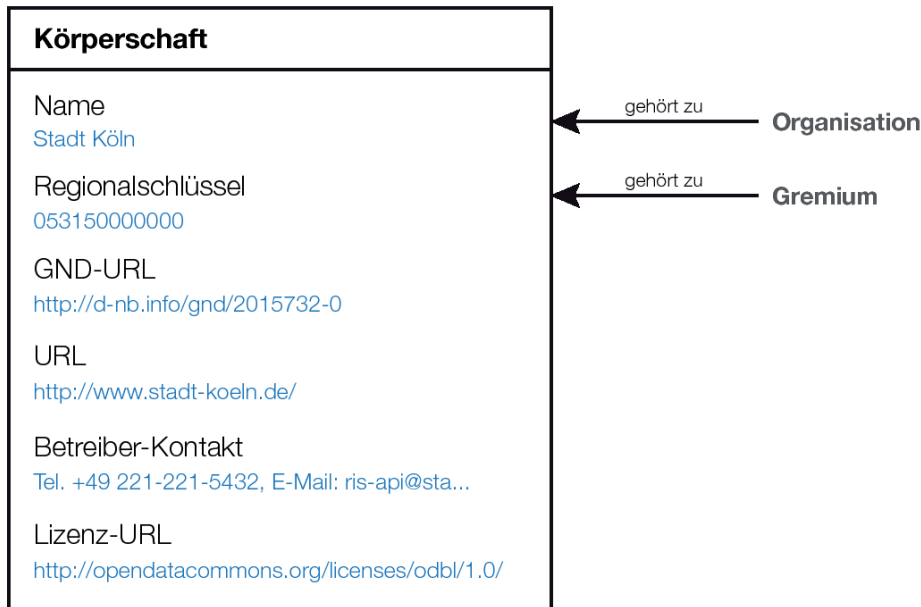 Körperschaft
Name
Stadt Köln
gehört zu
Organisation
Regionalschlüssel
053150000000
gehört zu
Gremium
GND-URL
http://d-nb.info/gnd/2015732-0
URL
http://www.stadt-koeln.de/
Betreiber-Kontakt
Tel. +49 221-221-5432, E-Mail: ris-api@sta...
Lizenz-URL
http://opendatacommons.org/licenses/odbl/1.0/